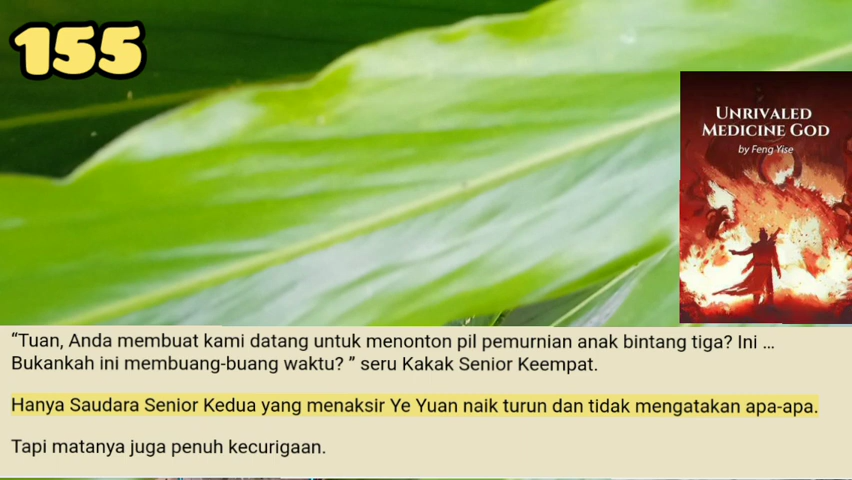 155
UNRIVALED
MEDICINE GOD
by Feng Yise
“Tuan, Anda membuat kami datang untuk menonton pil pemurnian anak bintang tiga? Ini ...
Bukankah ini membuang-buang waktu? ” seru Kakak Senior Keempat.
Hanya Saudara Senior Kedua yang menaksir Ye Yuan naik turun dan tidak mengatakan apa-apa.
Tapi matanya juga penuh kecurigaan.